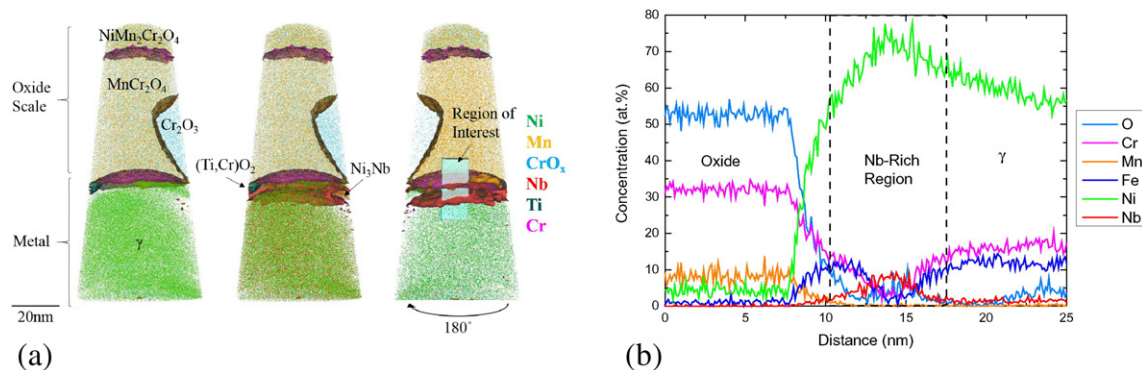 NiMn₂Cr₂O₄
Oxide
Scale
MnCr₂O₄
Cr₂O₃
(Ti,Cr)O₂
Ni₃Nb
Region of
Interest
Ni
Mn
CrOₓ
Nb
Ti
Cr
Metal
γ
20nm
180°
(a)
Concentration (at.%)
80
70
60
50
40
30
20
10
0
Oxide
Nb-Rich
Region
γ
O
Cr
Mn
Fe
Ni
Nb
0 5 10 15 20 25
Distance (nm)
(b)